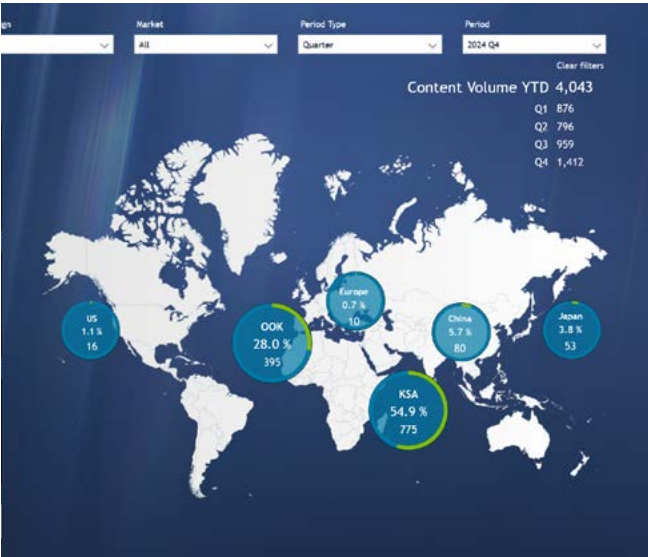 gn
Market
Period Type
Period
All
Quarter
2024 Q4
Clear filters
Content Volume YTD 4,043
Q1 876
Q2 796
Q3 959
Q4 1,412
Europe
0.7 %
10
US
1.1 %
16
OOK
28.0 %
395
China
5.7 %
80
Japan
3.8 %
53
KSA
54.9 %
775